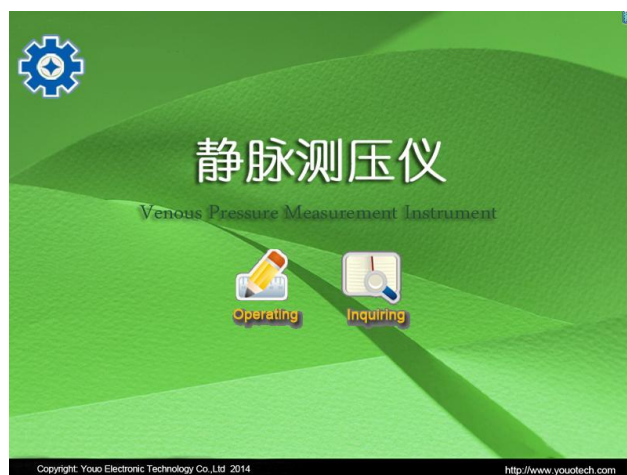 静脉测压仪
Venous Pressure Measurement Instrument
Operating
Inquiring
Copyright: Youo Electronic Technology Co.,Ltd 2014
http://www.youotech.com